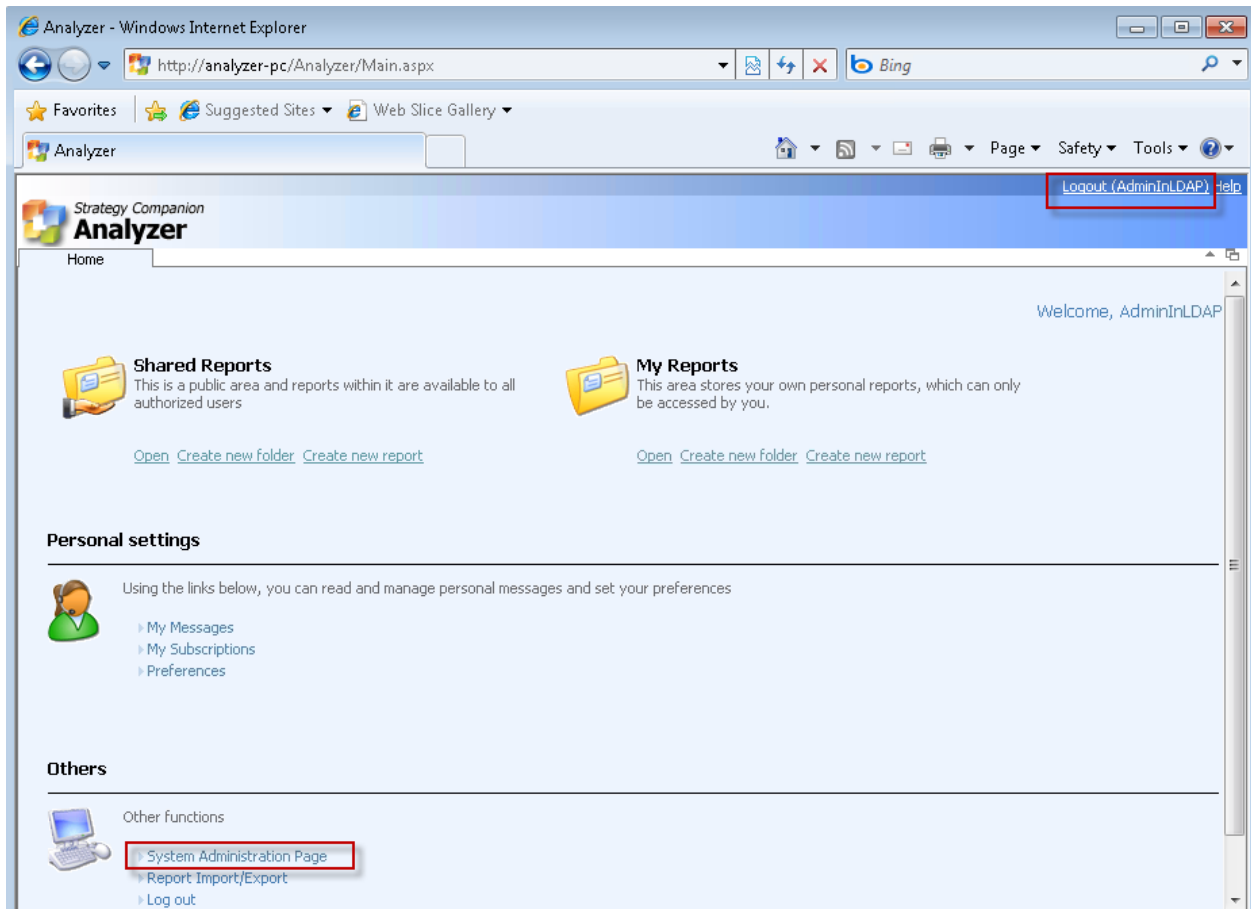 Analyzer - Windows Internet Explorer
http://analyzer-pc/Analyzer/Main.aspx
Bing
Favorites Suggested Sites Web Slice Gallery
Analyzer
Page Safety Tools
Logout (AdminInLDAP) Help
Strategy Companion
Analyzer
Home
Welcome, AdminInLDAP
Shared Reports
This is a public area and reports within it are available to all
authorized users
Open Create new folder Create new report
My Reports
This area stores your own personal reports, which can only
be accessed by you.
Open Create new folder Create new report
Personal settings
Using the links below, you can read and manage personal messages and set your preferences
My Messages
My Subscriptions
Preferences
Others
Other functions
System Administration Page
Report Import/Export
Log out